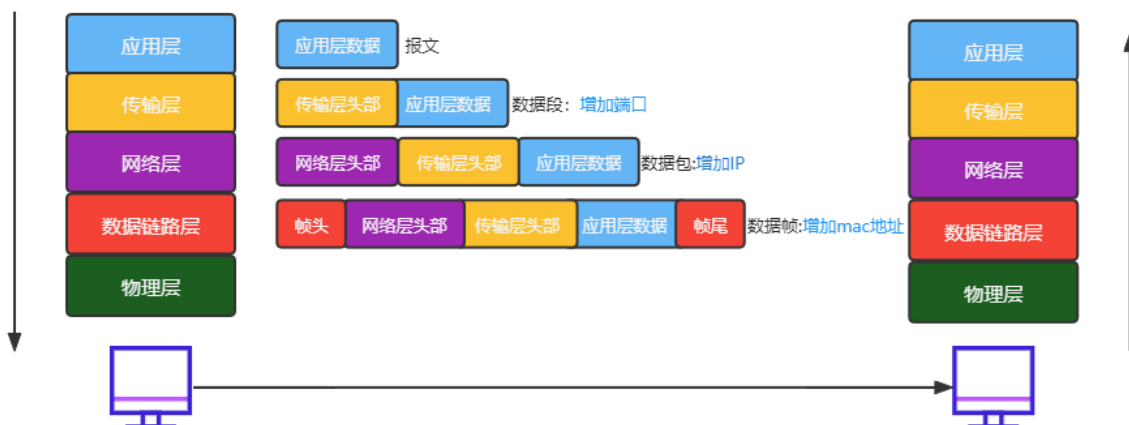 应用层
应用层数据 报文
应用层
传输层
传输层头部 应用层数据 数据段：增加端口
传输层
网络层
网络层头部 传输层头部 应用层数据 数据包:增加IP
网络层
数据链路层
帧头 网络层头部 传输层头部 应用层数据 帧尾 数据帧:增加mac地址
数据链路层
物理层
物理层